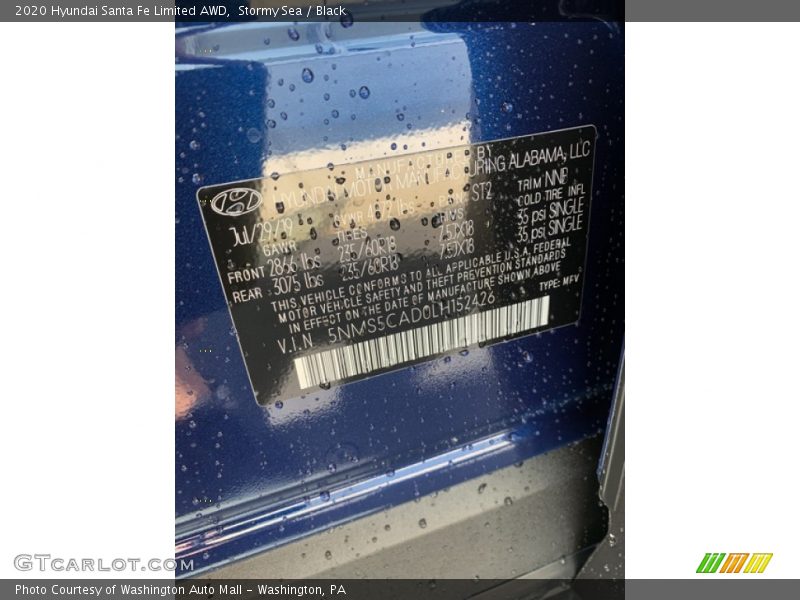 2020 Hyundai Santa Fe Limited AWD,  Stormy Sea / Black
MANUFACTURED BY
HYUNDAI MOTOR MANUFACTURING ALABAMA, LLC
Jul/29/19 GVWR PAINT ST2 TRIM NNB
GAWR TIRES RIMS COLD TIRE INFL
FRONT 2866 lbs 235/60R18 7.5JX18 35 psi SINGLE
REAR 3075 lbs 235/60R18 7.5JX18 35 psi SINGLE
THIS VEHICLE CONFORMS TO ALL APPLICABLE U.S.A. FEDERAL
MOTOR VEHICLE SAFETY AND THEFT PREVENTION STANDARDS
IN EFFECT ON THE DATE OF MANUFACTURE SHOWN ABOVE
V.I.N 5NMS5CAD0LH152426 TYPE: MPV
GTCarlot.com
Photo Courtesy of Washington Auto Mall - Washington, PA